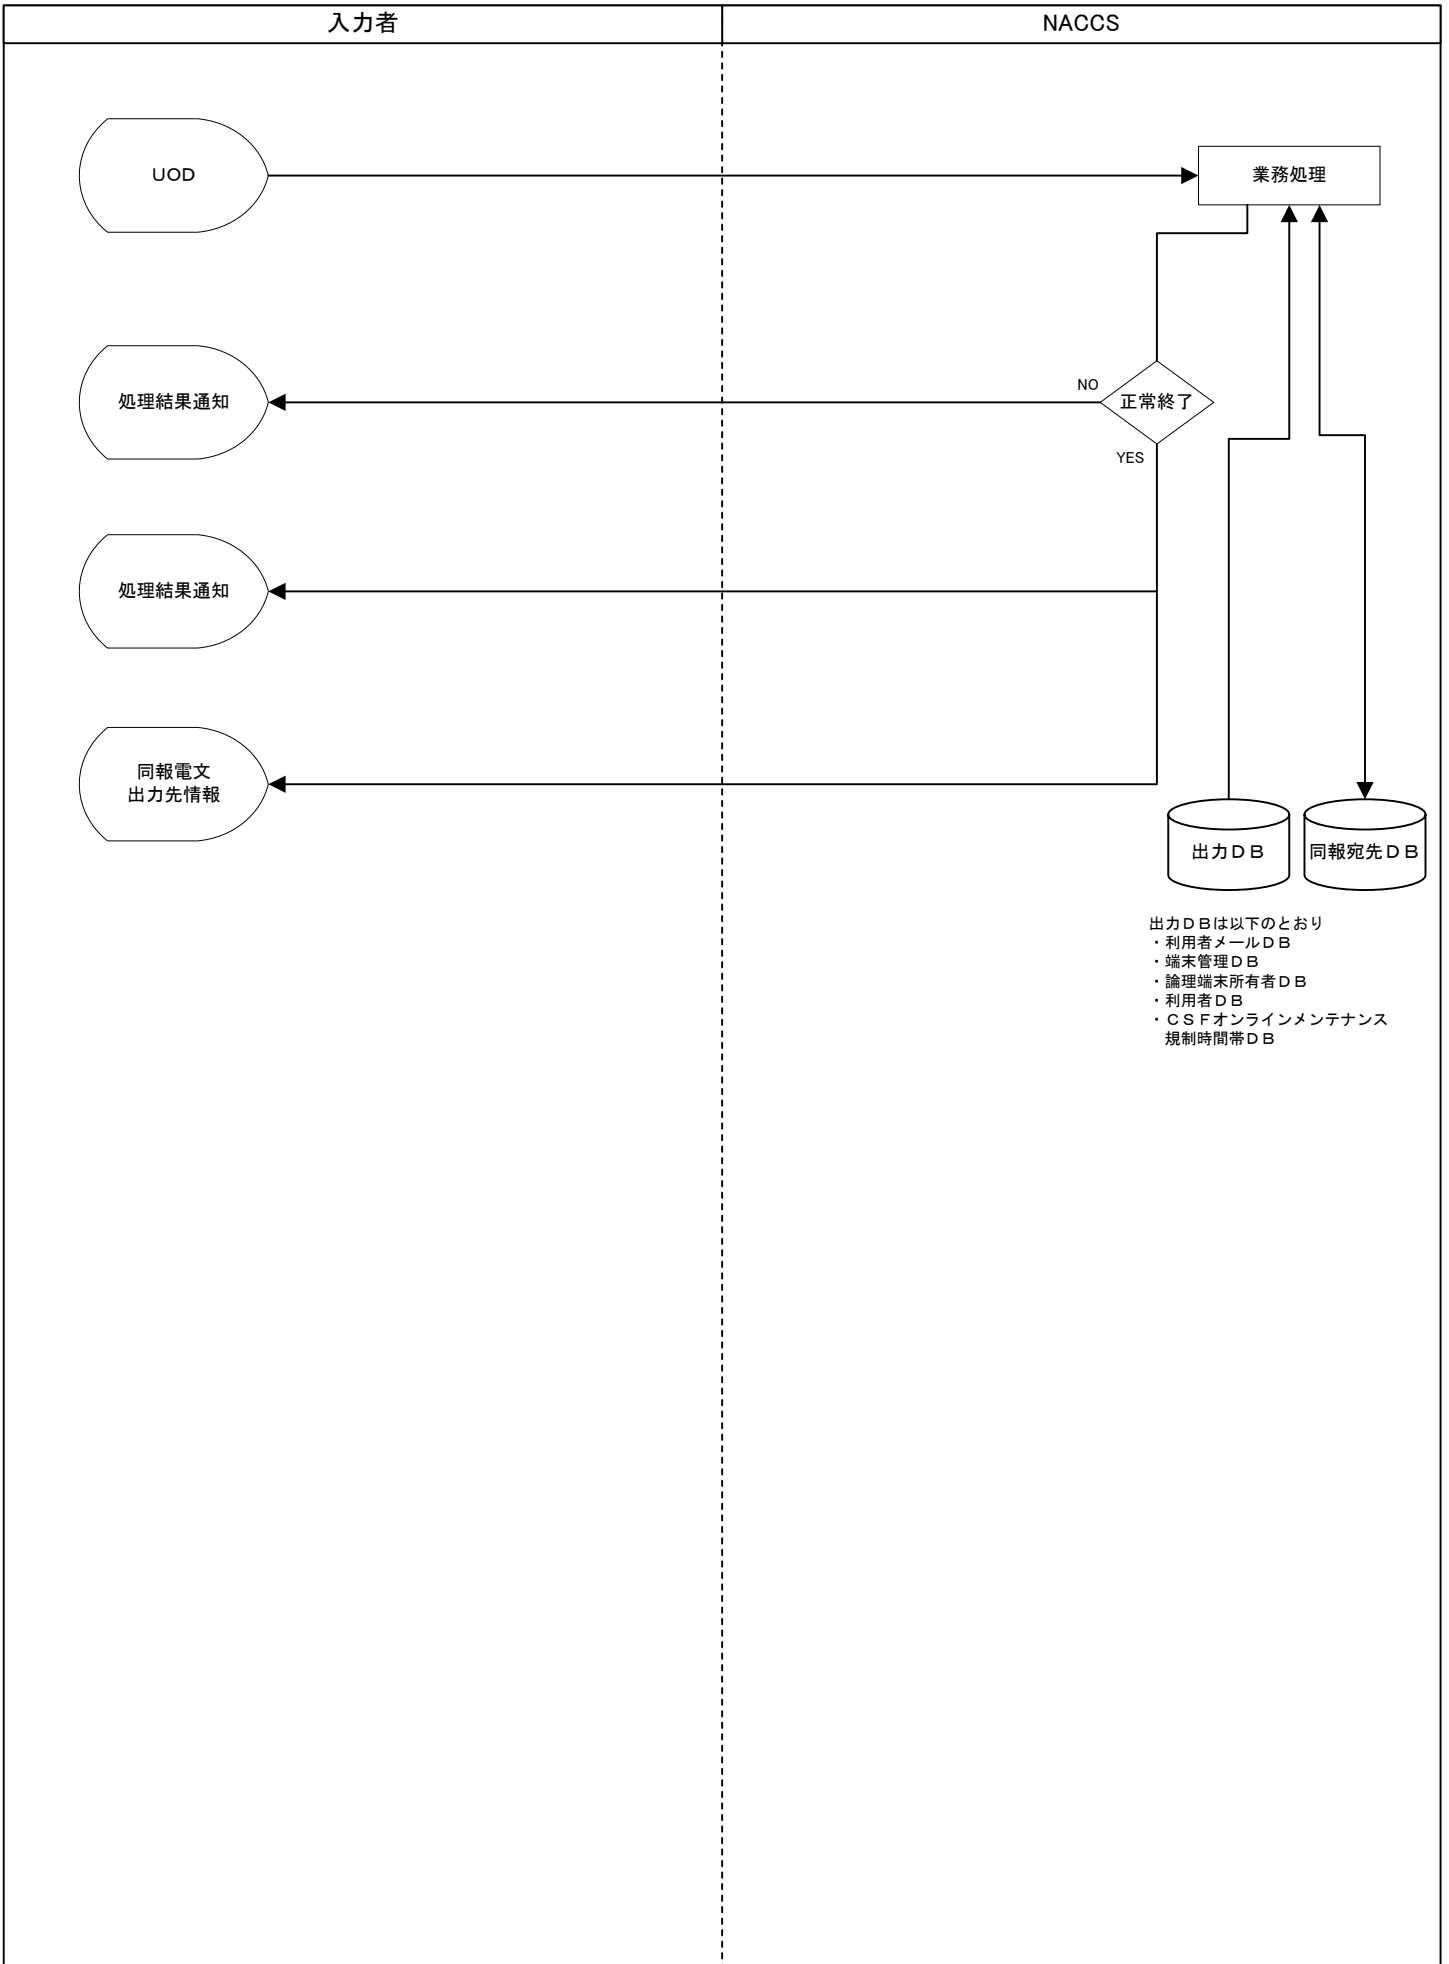 入力者
NACCS
UOD
業務処理
処理結果通知
NO
正常終了
YES
処理結果通知
同報電文
出力先情報
出力ＤＢ
同報宛先ＤＢ
出力ＤＢは以下のとおり
・利用者メールＤＢ
・端末管理ＤＢ
・論理端末所有者ＤＢ
・利用者ＤＢ
・ＣＳＦオンラインメンテナンス
規制時間帯ＤＢ